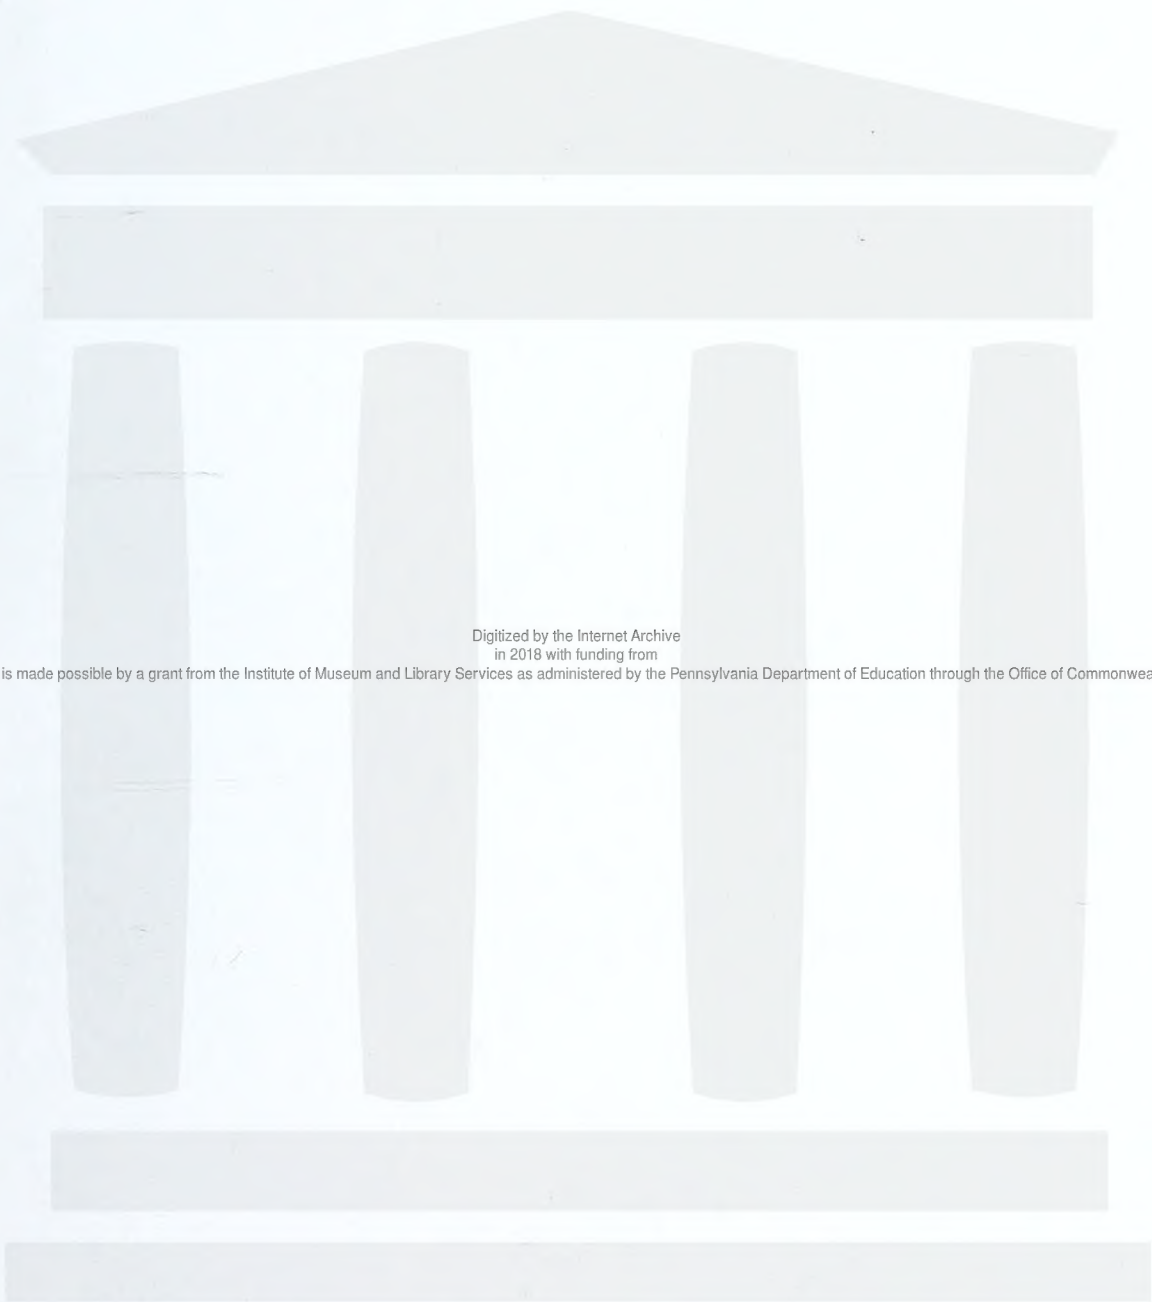 Digitized by the Internet Archive
in 2018 with funding from
is made possible by a grant from the Institute of Museum and Library Services as administered by the Pennsylvania Department of Education through the Office of